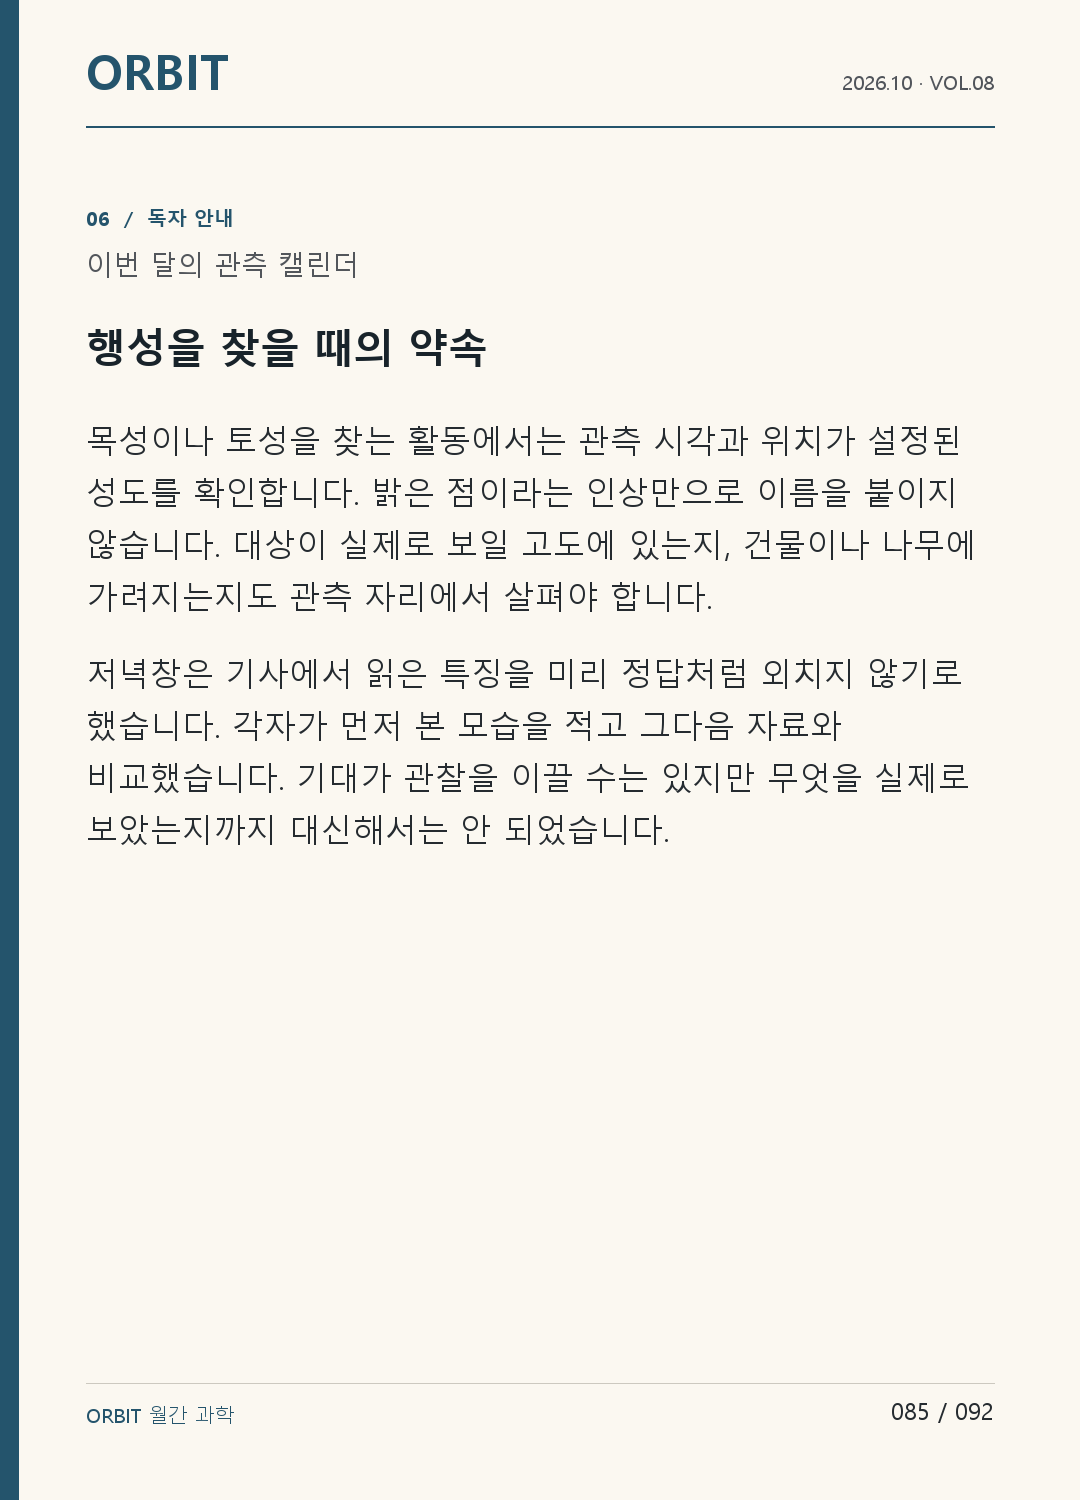 ORBIT
2026.10 · VOL.08
06 / 독자 안내
이번 달의 관측 캘린더
행성을 찾을 때의 약속
목성이나 토성을 찾는 활동에서는 관측 시각과 위치가 설정된
성도를 확인합니다. 밝은 점이라는 인상만으로 이름을 붙이지
않습니다. 대상이 실제로 보일 고도에 있는지, 건물이나 나무에
가려지는지도 관측 자리에서 살펴야 합니다.
저녁창은 기사에서 읽은 특징을 미리 정답처럼 외치지 않기로
했습니다. 각자가 먼저 본 모습을 적고 그다음 자료와
비교했습니다. 기대가 관찰을 이끌 수는 있지만 무엇을 실제로
보았는지까지 대신해서는 안 되었습니다.
ORBIT 월간 과학
085 / 092